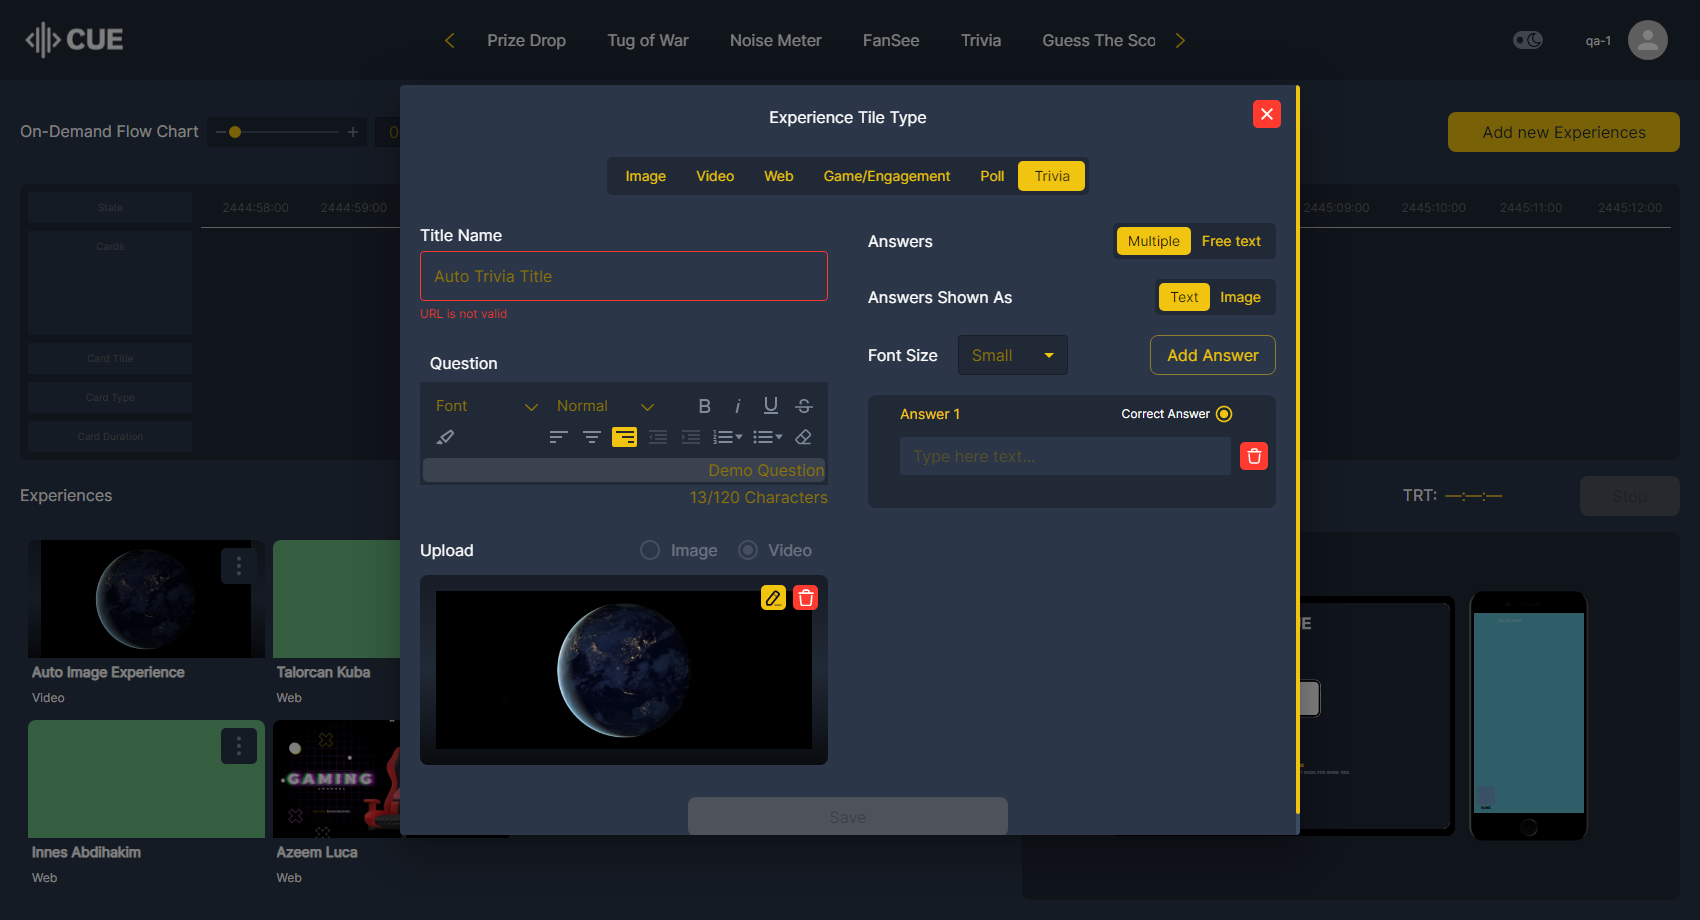 CUE
Prize Drop
Tug of War
Noise Meter
FanSee
Trivia
Guess The Sco
qa-1
On-Demand Flow Chart
0
Add new Experiences
State
2444:58:00
2444:59:00
2445:09:00
2445:10:00
2445:11:00
2445:12:00
Cards
Card Title
Card Type
Card Duration
Experience Tile Type
Image
Video
Web
Game/Engagement
Poll
Trivia
Title Name
Auto Trivia Title
URL is not valid
Question
Font
Normal
Demo Question
13/120 Characters
Upload
Image
Video
Answers
Multiple
Free text
Answers Shown As
Text
Image
Font Size
Small
Add Answer
Answer 1
Correct Answer
Type here text...
Save
Experiences
TRT: —:—:—
Stop
Auto Image Experience
Video
Talorcan Kuba
Web
GAMING
Innes Abdihakim
Web
Azeem Luca
Web